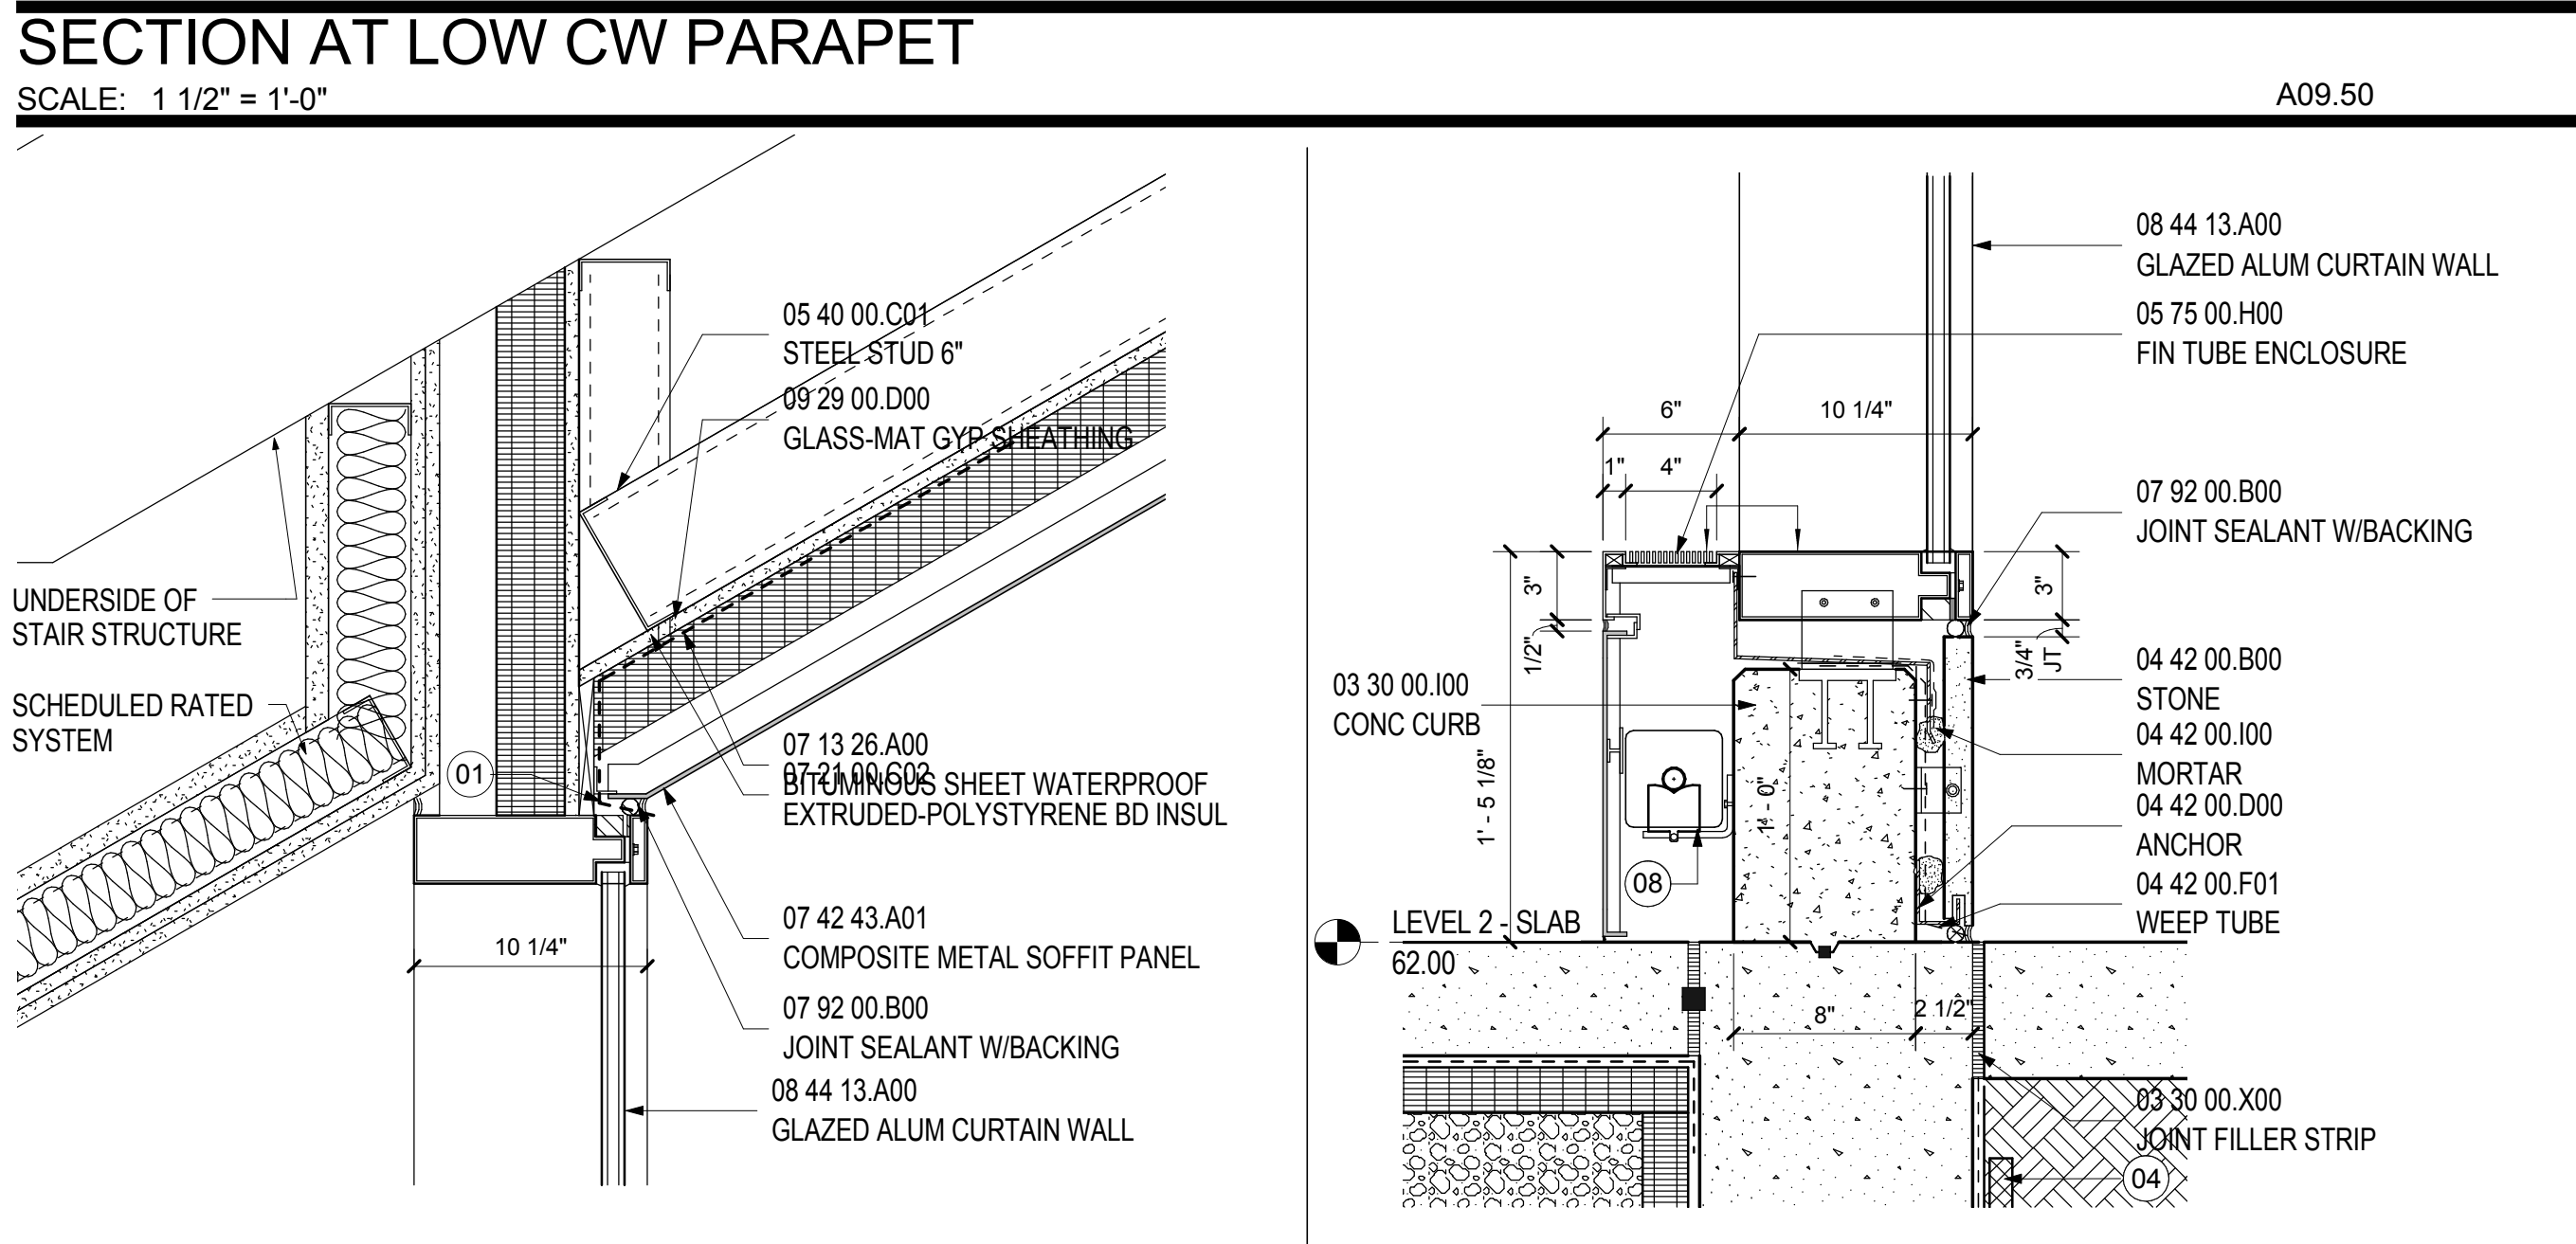 SECTION AT LOW CW PARAPET
SCALE: 1 1/2" = 1'-0"
A09.50
05 40 00.C01
STEEL STUD 6"
09 29 00.D00
GLASS-MAT GYP SHEATHING
UNDERSIDE OF
STAIR STRUCTURE
SCHEDULED RATED
SYSTEM
01
07 13 26.A00
BITUMINOUS SHEET WATERPROOF
07 21 00.C02
EXTRUDED-POLYSTYRENE BD INSUL
07 42 43.A01
COMPOSITE METAL SOFFIT PANEL
10 1/4"
07 92 00.B00
JOINT SEALANT W/BACKING
08 44 13.A00
GLAZED ALUM CURTAIN WALL
08 44 13.A00
GLAZED ALUM CURTAIN WALL
05 75 00.H00
FIN TUBE ENCLOSURE
6"
10 1/4"
1"
4"
07 92 00.B00
JOINT SEALANT W/BACKING
3"
3"
1/2"
3/4"
JT
03 30 00.I00
CONC CURB
04 42 00.B00
STONE
04 42 00.I00
MORTAR
04 42 00.D00
ANCHOR
04 42 00.F01
WEEP TUBE
1' - 5 1/8"
1' - 0"
08
LEVEL 2 - SLAB
62.00
8"
2 1/2"
03 30 00.X00
JOINT FILLER STRIP
04